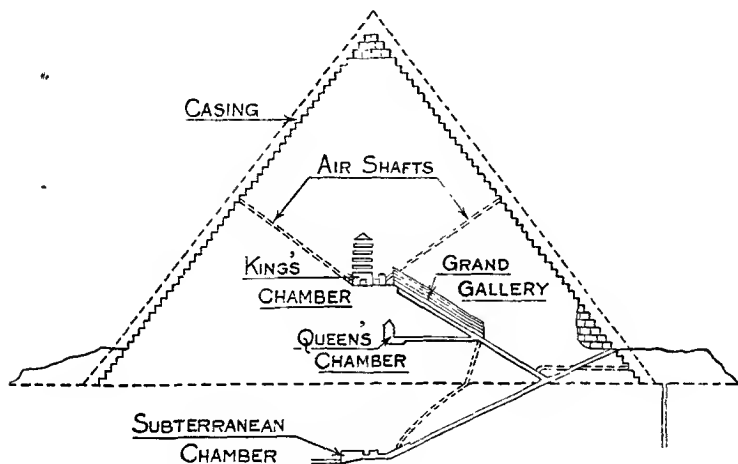 CASING
AIR SHAFTS
KING'S
CHAMBER
GRAND
GALLERY
QUEEN'S
CHAMBER
SUBTERRANEAN
CHAMBER